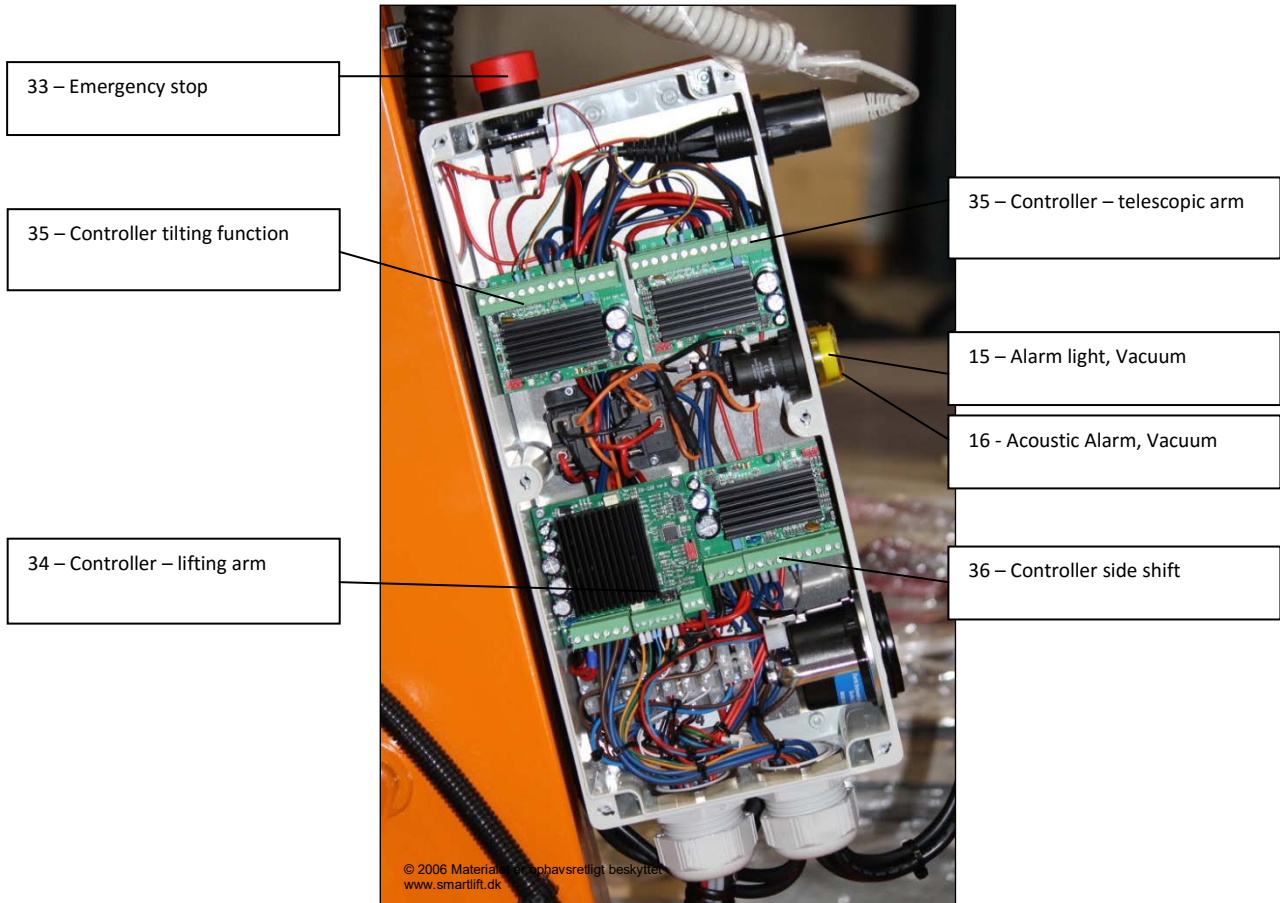 33 – Emergency stop
35 – Controller tilting function
34 – Controller – lifting arm
35 – Controller – telescopic arm
15 – Alarm light, Vacuum
16 - Acoustic Alarm, Vacuum
36 – Controller side shift
© 2006 Materialet er ophavsretligt beskyttet
www.smartlift.dk